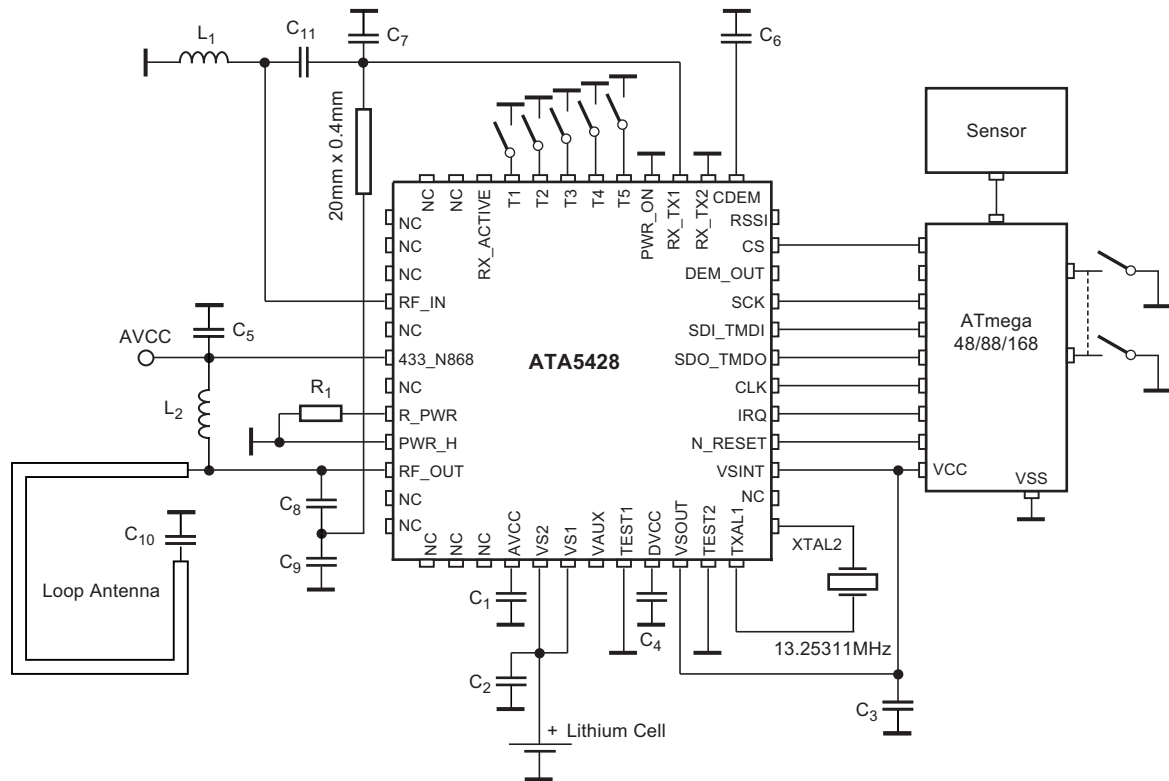 L1
C11
C7
C6
20mm x 0.4mm
Sensor
NC
NC
RX_ACTIVE
T1
T2
T3
T4
T5
PWR_ON
RX_TX1
RX_TX2
CDEM
NC
NC
NC
RF_IN
NC
433_N868
NC
R_PWR
PWR_H
RF_OUT
NC
NC
RSSI
CS
DEM_OUT
SCK
SDI_TMDI
SDO_TMDO
CLK
IRQ
N_RESET
VSINT
NC
XTAL2
ATA5428
ATmega
48/88/168
VCC
VSS
AVCC
C5
L2
R1
C8
C9
C10
Loop Antenna
NC
NC
NC
AVCC
VS2
VS1
VAUX
TEST1
DVCC
VSOUT
TEST2
TXAL1
C1
C4
C2
13.25311MHz
C3
+ Lithium Cell